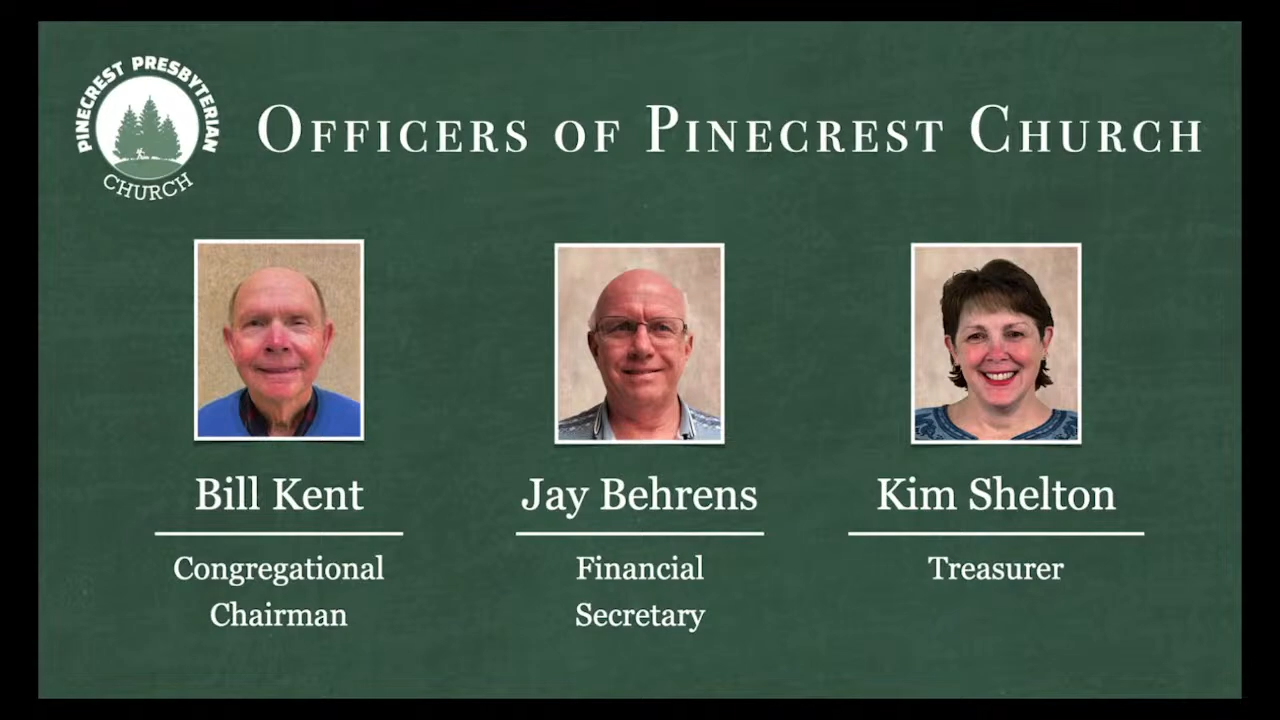 PINECREST PRESBYTERIAN
CHURCH
OFFICERS OF PINECREST CHURCH
Bill Kent
Congregational
Chairman
Jay Behrens
Financial
Secretary
Kim Shelton
Treasurer